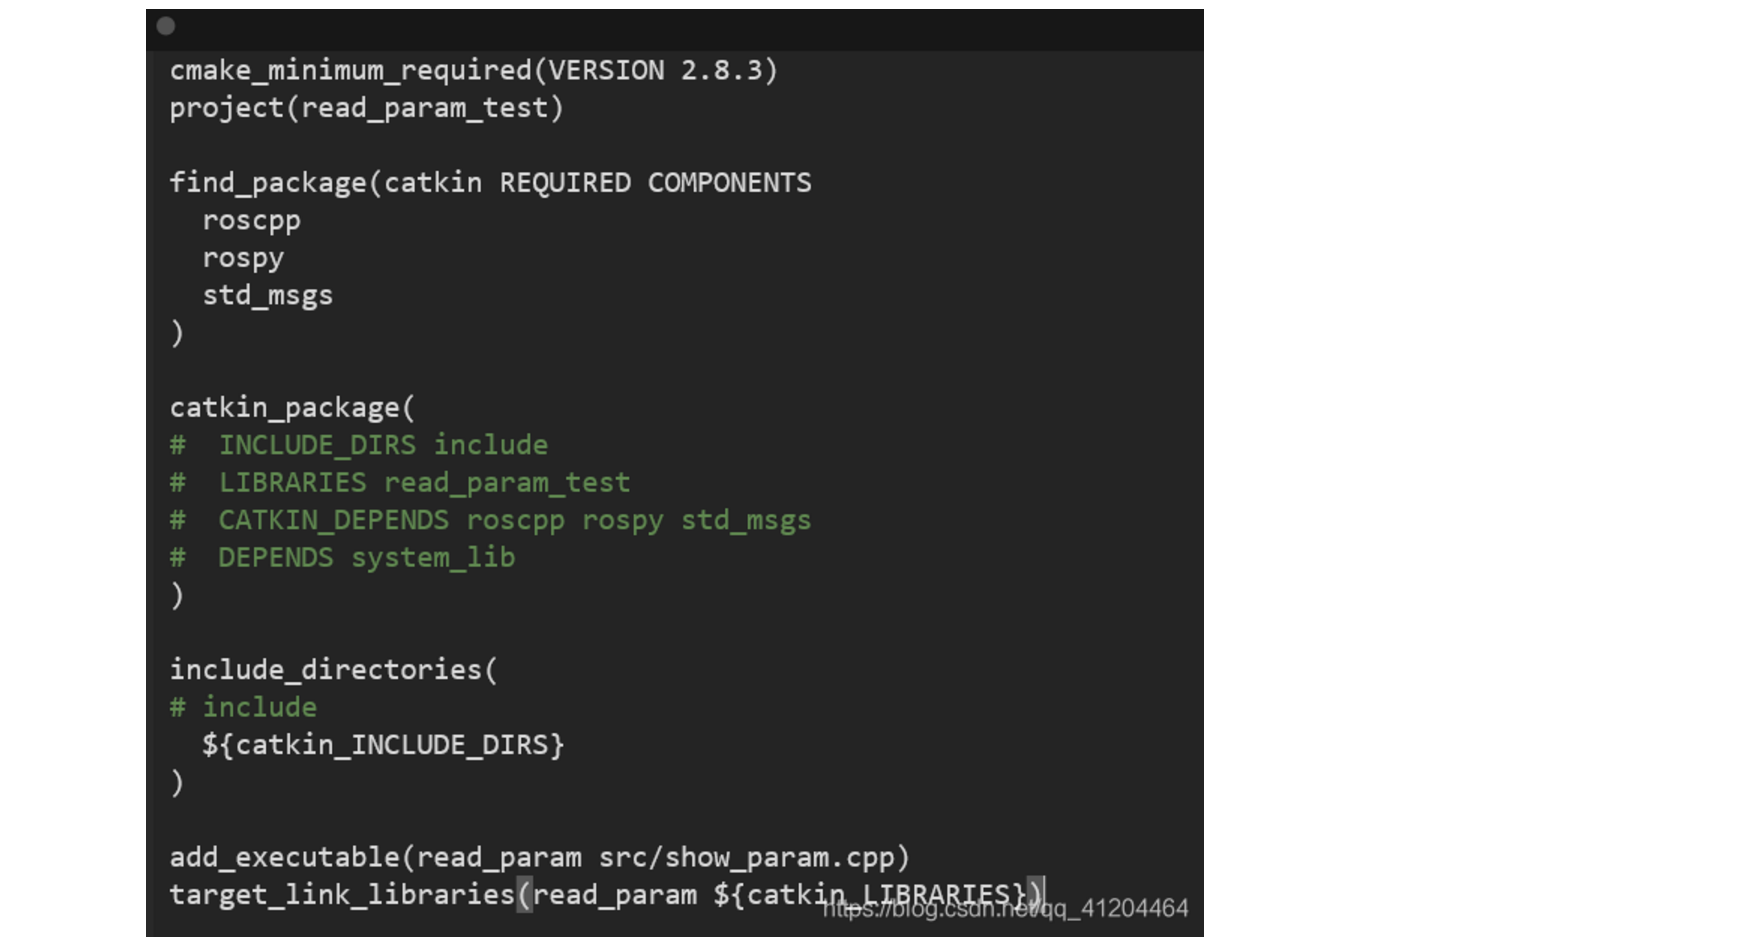 cmake_minimum_required(VERSION 2.8.3)
project(read_param_test)
find_package(catkin REQUIRED COMPONENTS
  roscpp
  rospy
  std_msgs
)
catkin_package(
#  INCLUDE_DIRS include
#  LIBRARIES read_param_test
#  CATKIN_DEPENDS roscpp rospy std_msgs
#  DEPENDS system_lib
)
include_directories(
# include
  ${catkin_INCLUDE_DIRS}
)
add_executable(read_param src/show_param.cpp)
target_link_libraries(read_param ${catkin_LIBRARIES})
https://blog.csdn.net/qq_41204464